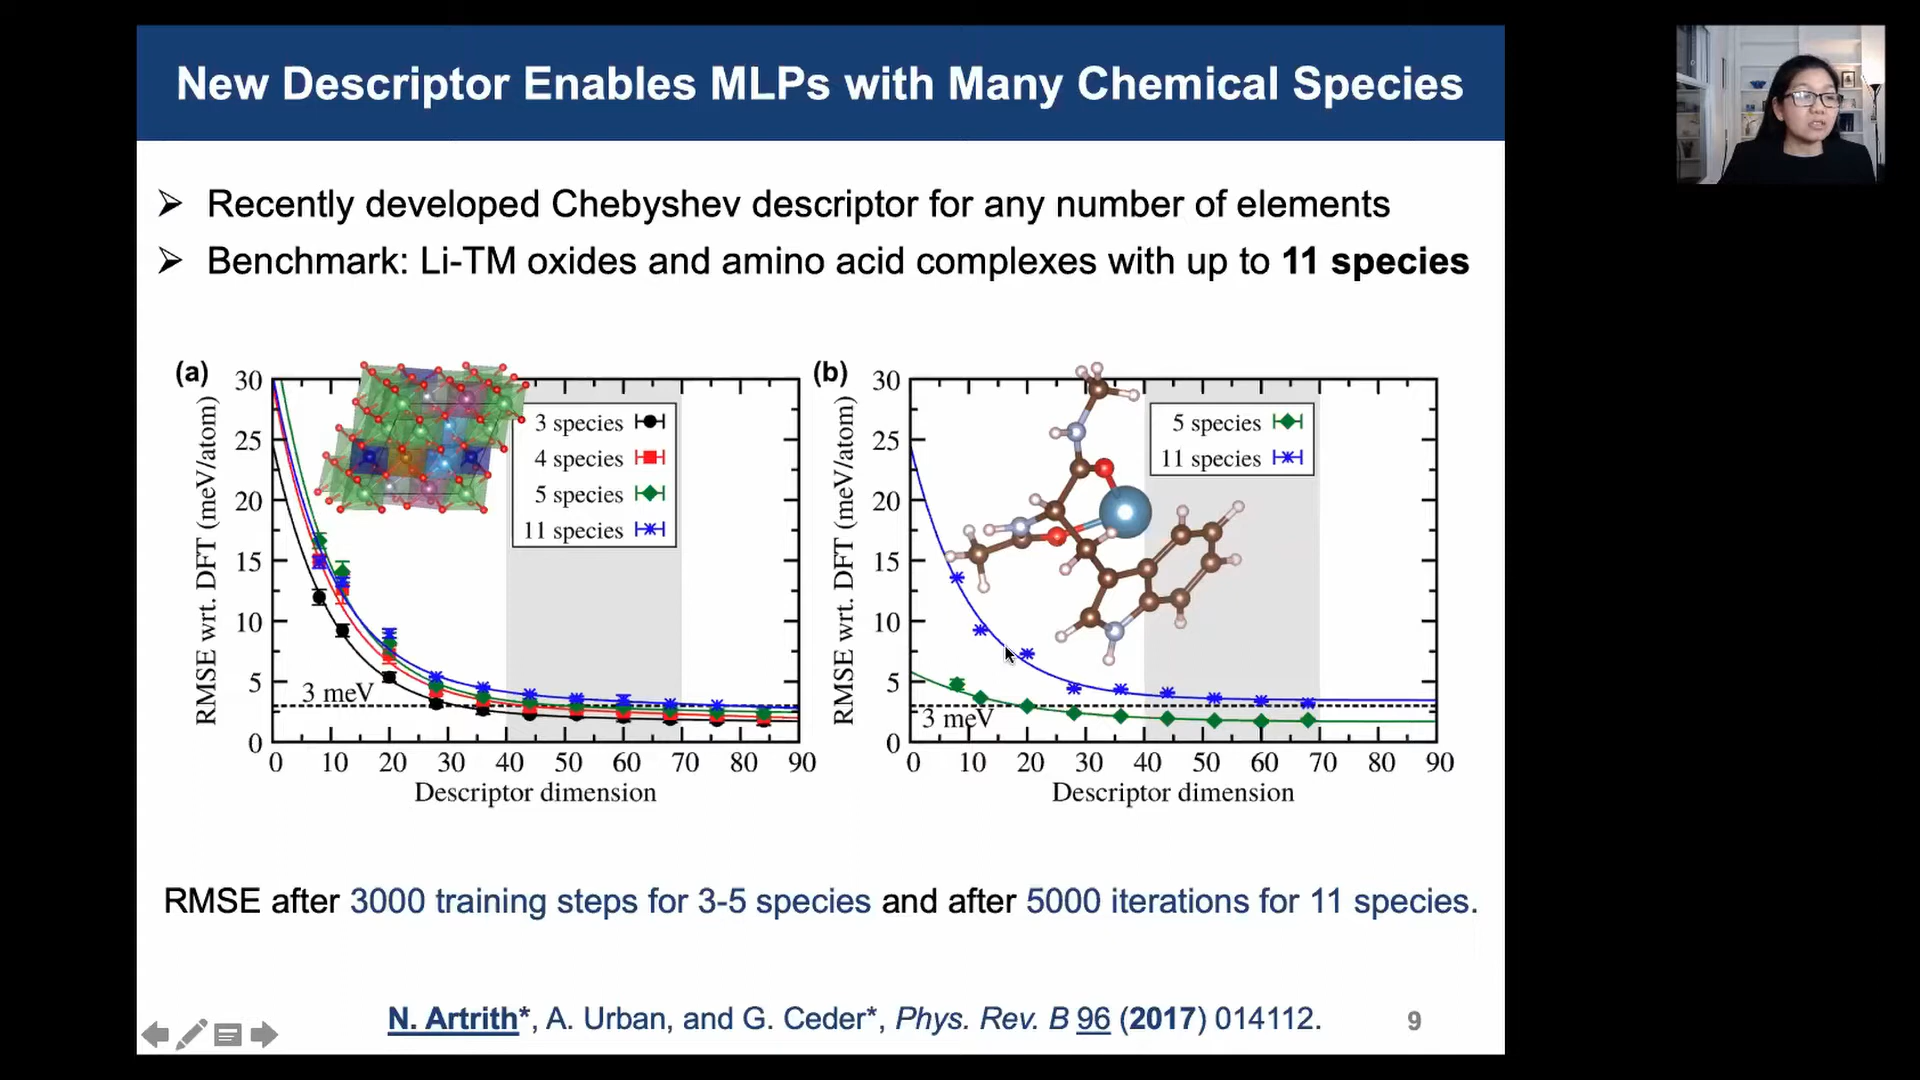 New Descriptor Enables MLPs with Many Chemical Species
Recently developed Chebyshev descriptor for any number of elements
Benchmark: Li-TM oxides and amino acid complexes with up to 11 species
(a)
30
25
20
15
10
5
0
RMSE wrt. DFT (meV/atom)
3 species
4 species
5 species
11 species
3 meV
0 10 20 30 40 50 60 70 80 90
Descriptor dimension
(b)
30
25
20
15
10
5
0
RMSE wrt. DFT (meV/atom)
5 species
11 species
3 meV
0 10 20 30 40 50 60 70 80 90
Descriptor dimension
RMSE after 3000 training steps for 3-5 species and after 5000 iterations for 11 species.
N. Artrith*, A. Urban, and G. Ceder*, Phys. Rev. B 96 (2017) 014112.
9